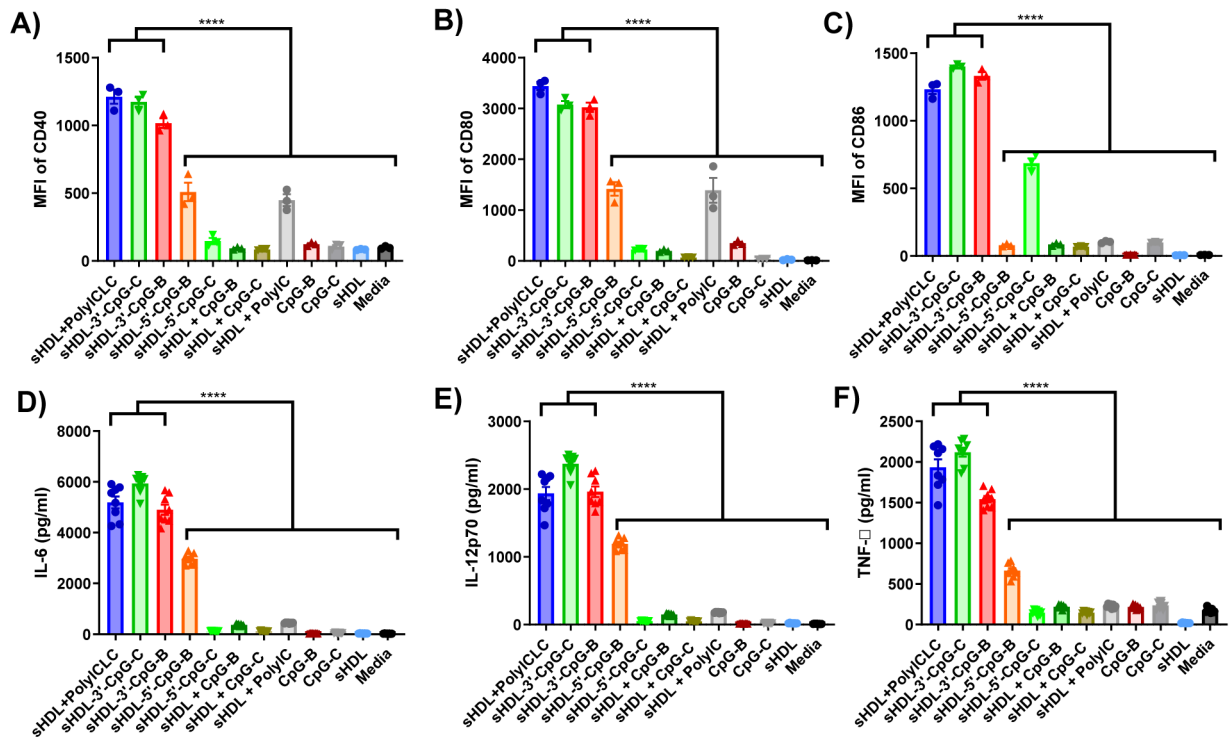 A)
****
MFI of CD40
1500
1000
500
0
sHDL+PolyICLC
sHDL-3'-CpG-C
sHDL-3'-CpG-B
sHDL-5'-CpG-B
sHDL-5'-CpG-C
sHDL + CpG-B
sHDL + CpG-C
sHDL + PolyIC
CpG-B
CpG-C
sHDL
Media
B)
****
MFI of CD80
4000
3000
2000
1000
0
sHDL+PolyICLC
sHDL-3'-CpG-C
sHDL-3'-CpG-B
sHDL-5'-CpG-B
sHDL-5'-CpG-C
sHDL + CpG-B
sHDL + CpG-C
sHDL + PolyIC
CpG-B
CpG-C
sHDL
Media
C)
****
MFI of CD86
1500
1000
500
0
sHDL+PolyICLC
sHDL-3'-CpG-C
sHDL-3'-CpG-B
sHDL-5'-CpG-B
sHDL-5'-CpG-C
sHDL + CpG-B
sHDL + CpG-C
sHDL + PolyIC
CpG-B
CpG-C
sHDL
Media
D)
****
IL-6 (pg/ml)
8000
6000
4000
2000
0
sHDL+PolyICLC
sHDL-3'-CpG-C
sHDL-3'-CpG-B
sHDL-5'-CpG-B
sHDL-5'-CpG-C
sHDL + CpG-B
sHDL + CpG-C
sHDL + PolyIC
CpG-B
CpG-C
sHDL
Media
E)
****
IL-12p70 (pg/ml)
3000
2000
1000
0
sHDL+PolyICLC
sHDL-3'-CpG-C
sHDL-3'-CpG-B
sHDL-5'-CpG-B
sHDL-5'-CpG-C
sHDL + CpG-B
sHDL + CpG-C
sHDL + PolyIC
CpG-B
CpG-C
sHDL
Media
F)
****
TNF-□ (pg/ml)
2500
2000
1500
1000
500
0
sHDL+PolyICLC
sHDL-3'-CpG-C
sHDL-3'-CpG-B
sHDL-5'-CpG-B
sHDL-5'-CpG-C
sHDL + CpG-B
sHDL + CpG-C
sHDL + PolyIC
CpG-B
CpG-C
sHDL
Media